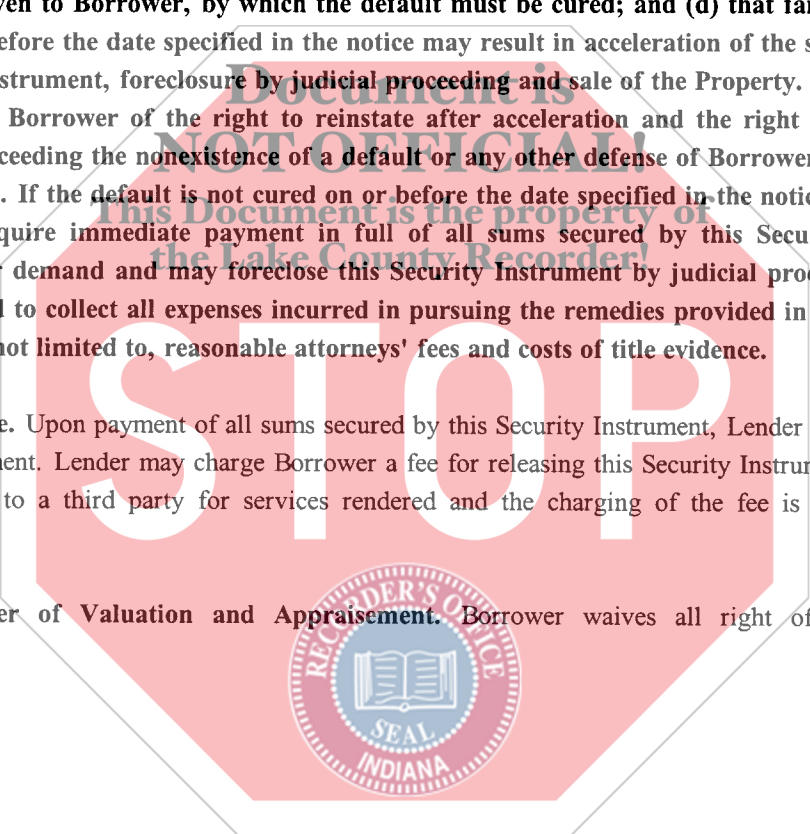 ven to Borrower, by which the default must be cured; and (d) that fai
efore the date specified in the notice may result in acceleration of the s
strument, foreclosure by judicial proceeding and sale of the Property.
Document is
Borrower of the right to reinstate after acceleration and the right
NOT OFFICIAL!
ceeding the nonexistence of a default or any other defense of Borrower
. If the default is not cured on or before the date specified in the notic
This Document is the property of
quire immediate payment in full of all sums secured by this Secu
the Lake County Recorder!
demand and may foreclose this Security Instrument by judicial proc
l to collect all expenses incurred in pursuing the remedies provided in
not limited to, reasonable attorneys' fees and costs of title evidence.
STOP
e. Upon payment of all sums secured by this Security Instrument, Lender
nent. Lender may charge Borrower a fee for releasing this Security Instrur
to a third party for services rendered and the charging of the fee is
er of Valuation and Appraisement. Borrower waives all right of
RECORDER'S OFFICE
SEAL
INDIANA